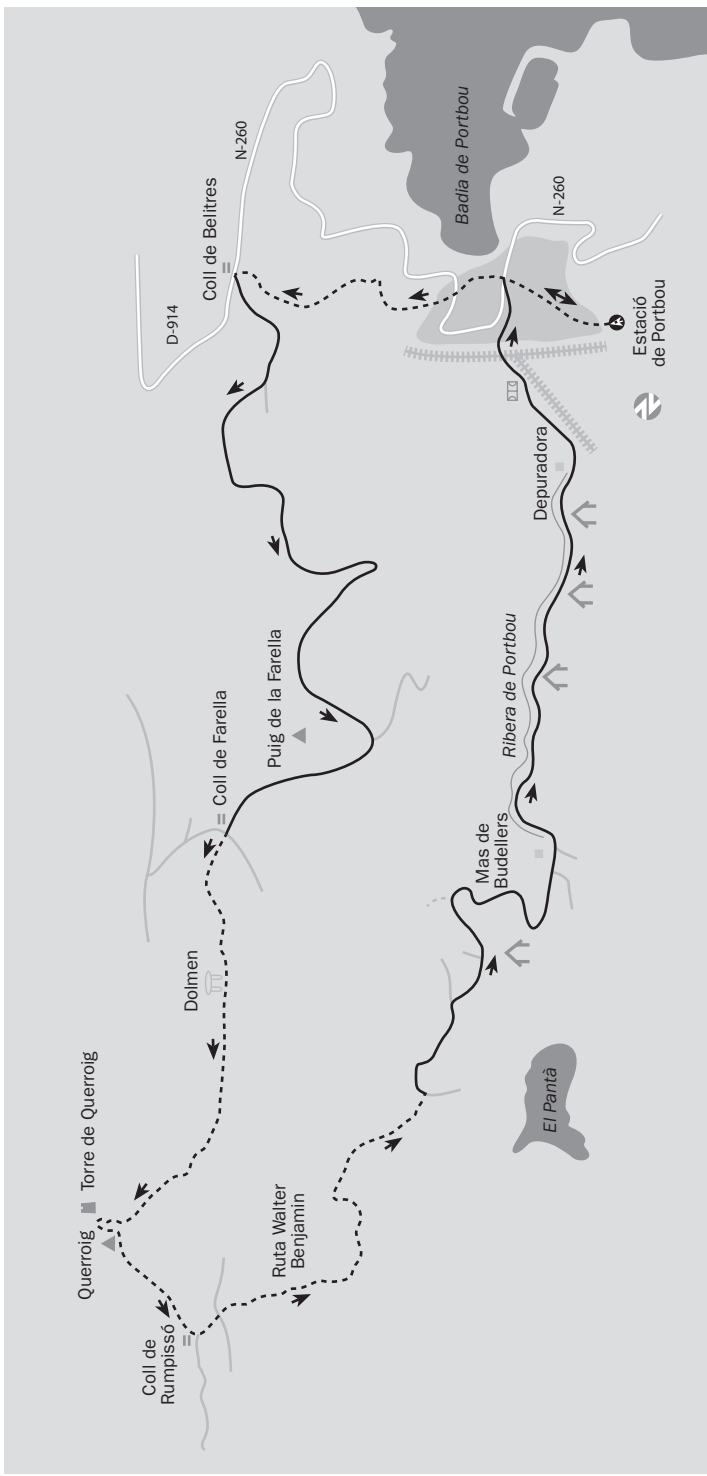 Querroig
Torre de Querroig
Coll de
Rumpissó
Dolmen
Coll de Farella
Puig de la Farella
D-914
Coll de Belitres
N-260
Ruta Walter
Benjamin
El Pantà
Mas de
Budellers
Ribera de Portbou
Depuradora
Badia de Portbou
N-260
Estació
de Portbou